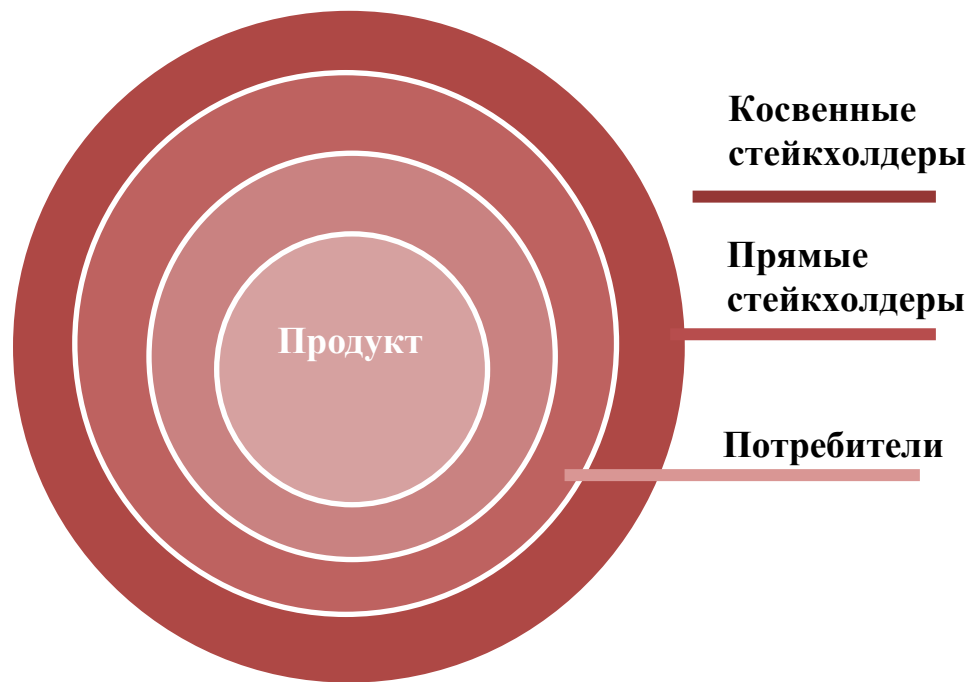 Косвенные
стейкхолдеры
Прямые
стейкхолдеры
Продукт
Потребители